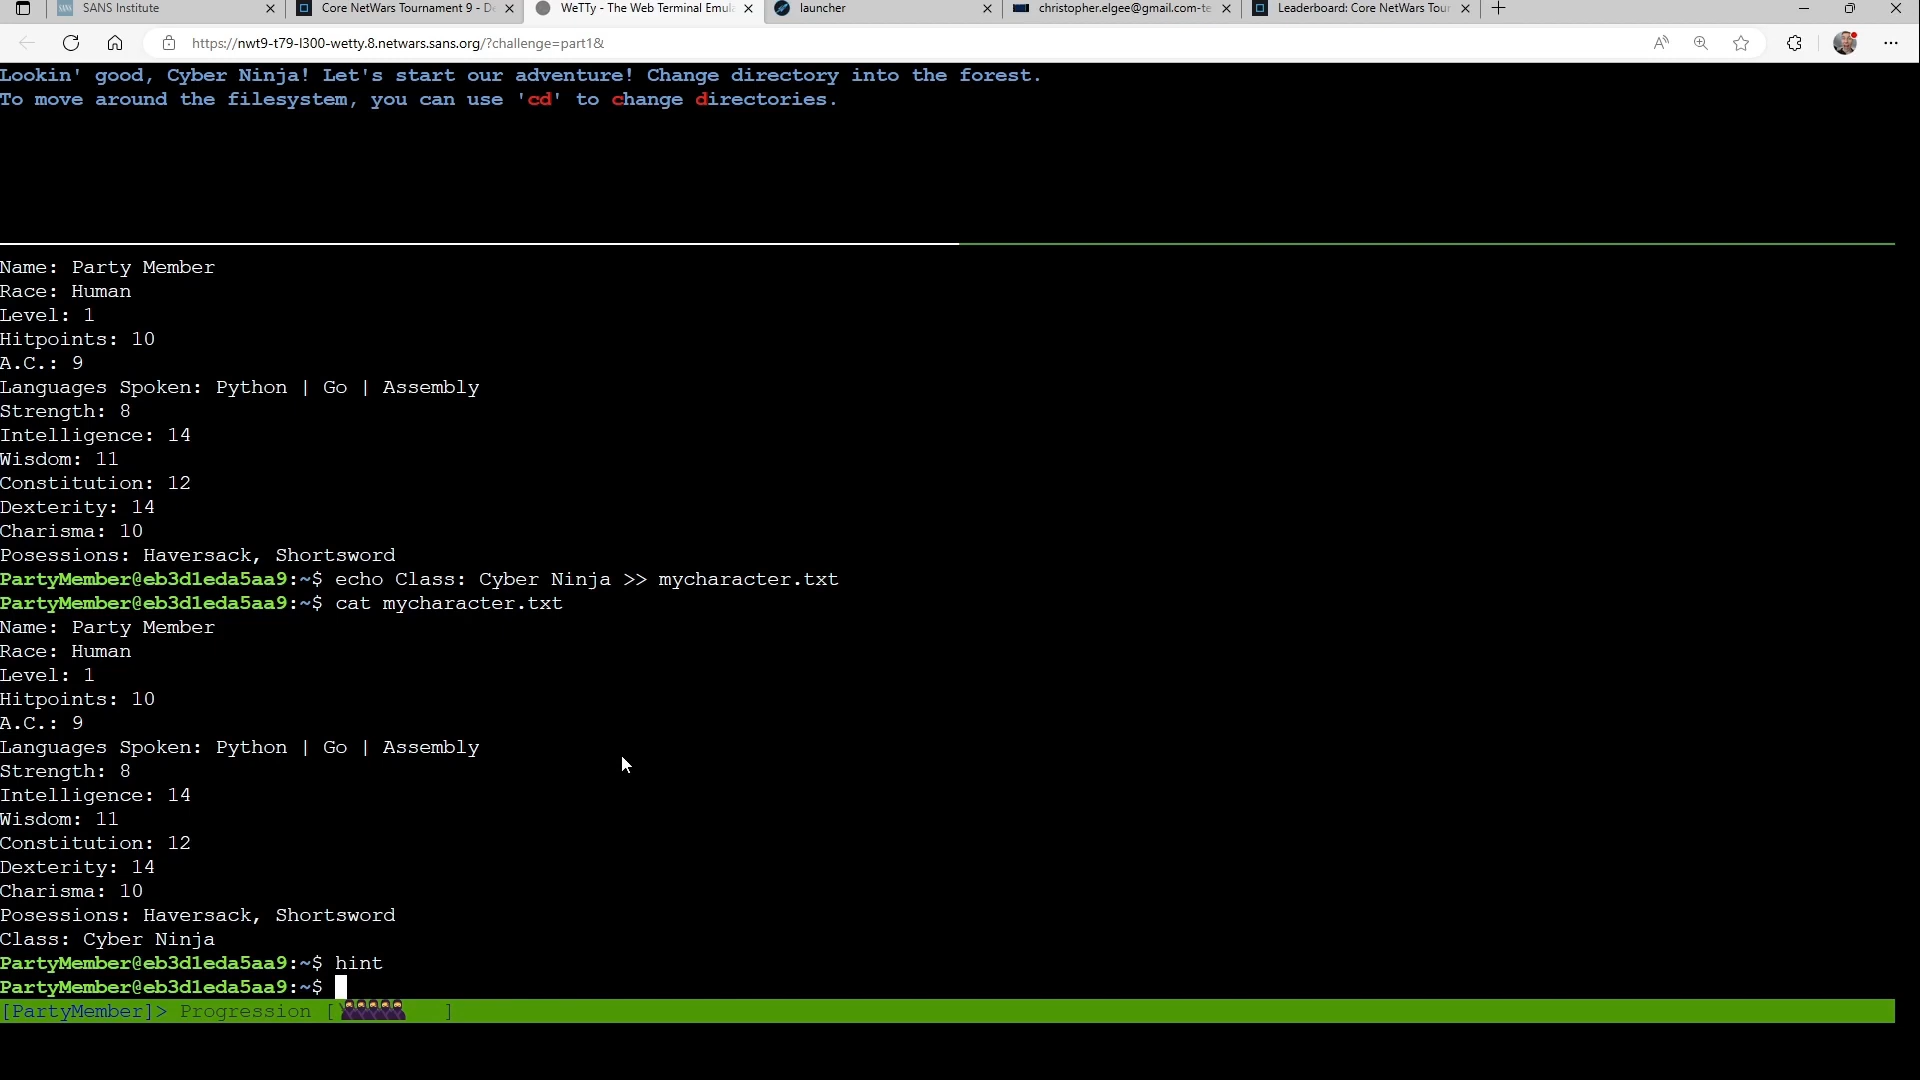 SANS Institute
Core NetWars Tournament 9 - De
WeTTy - The Web Terminal Emula
launcher
christopher.elgee@gmail.com-te
Leaderboard: Core NetWars Tour
https://nwt9-t79-l300-wetty.8.netwars.sans.org/?challenge=part1&
Lookin' good, Cyber Ninja! Let's start our adventure! Change directory into the forest.
To move around the filesystem, you can use 'cd' to change directories.
Name: Party Member
Race: Human
Level: 1
Hitpoints: 10
A.C.: 9
Languages Spoken: Python | Go | Assembly
Strength: 8
Intelligence: 14
Wisdom: 11
Constitution: 12
Dexterity: 14
Charisma: 10
Posessions: Haversack, Shortsword
PartyMember@eb3d1eda5aa9:~$ echo Class: Cyber Ninja >> mycharacter.txt
PartyMember@eb3d1eda5aa9:~$ cat mycharacter.txt
Name: Party Member
Race: Human
Level: 1
Hitpoints: 10
A.C.: 9
Languages Spoken: Python | Go | Assembly
Strength: 8
Intelligence: 14
Wisdom: 11
Constitution: 12
Dexterity: 14
Charisma: 10
Posessions: Haversack, Shortsword
Class: Cyber Ninja
PartyMember@eb3d1eda5aa9:~$ hint
PartyMember@eb3d1eda5aa9:~$
[PartyMember]> Progression [🥷🥷🥷🥷🥷 ]